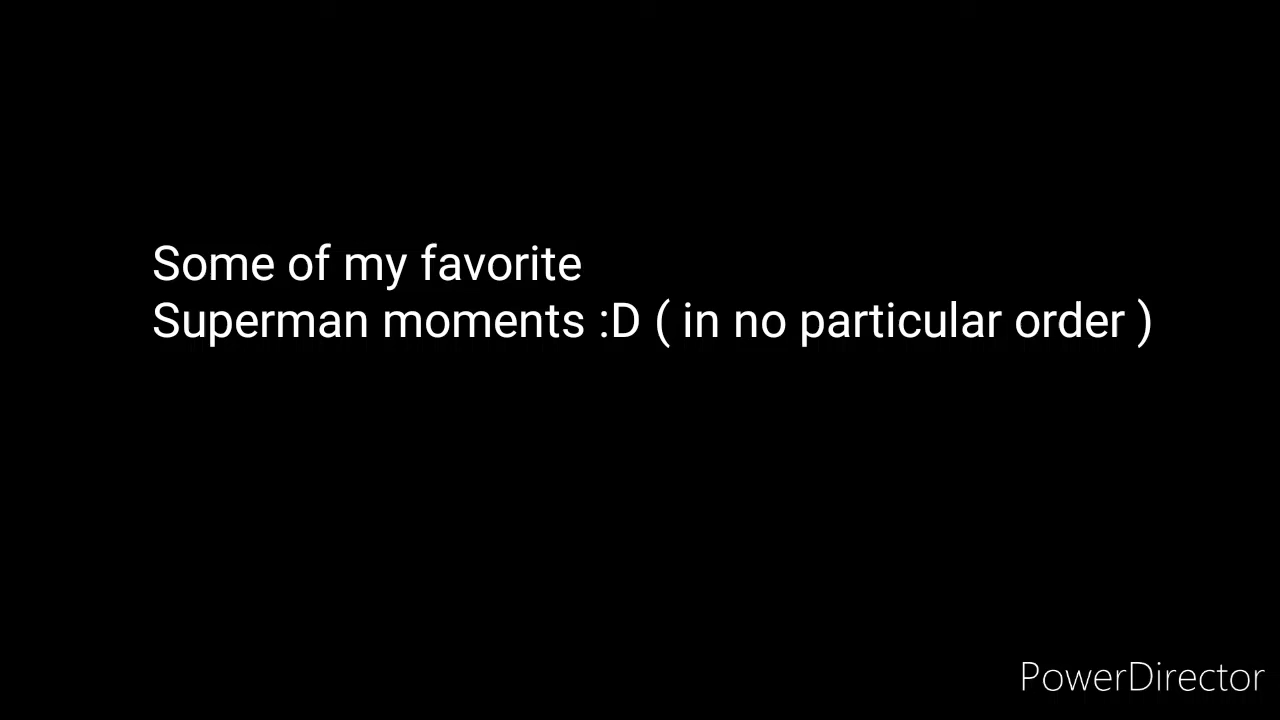 Some of my favorite
Superman moments :D ( in no particular order )
PowerDirector